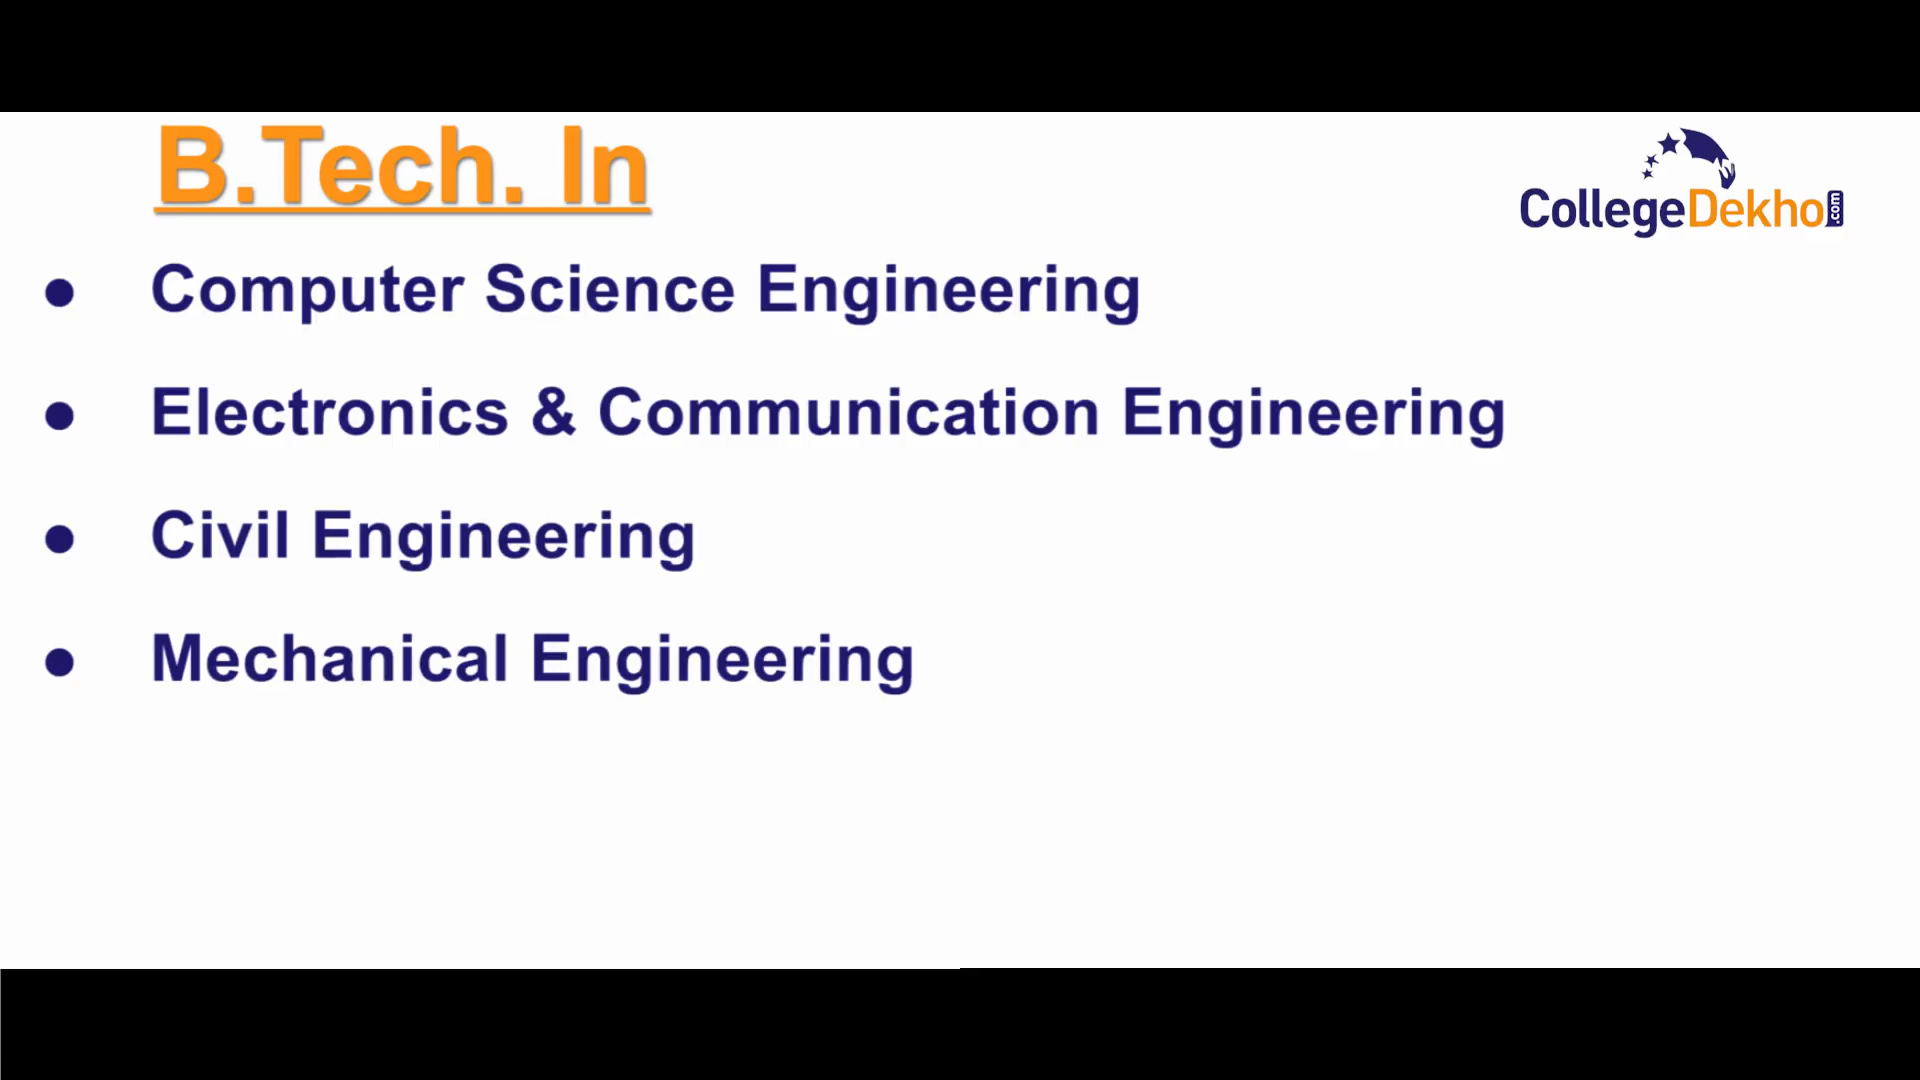 B.Tech. In
CollegeDekho.com
● Computer Science Engineering
● Electronics & Communication Engineering
● Civil Engineering
● Mechanical Engineering